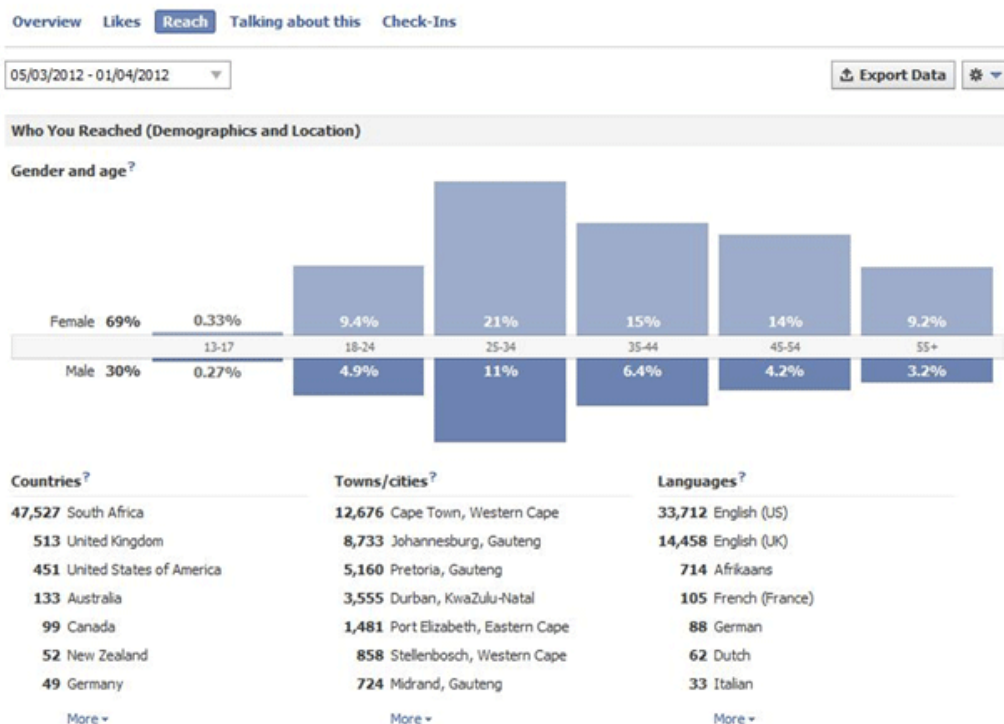 Overview Likes Reach Talking about this Check-Ins
05/03/2012 - 01/04/2012
Export Data
Who You Reached (Demographics and Location)
Gender and age?
Female 69% 0.33% 9.4% 21% 15% 14% 9.2%
13-17 18-24 25-34 35-44 45-54 55+
Male 30% 0.27% 4.9% 11% 6.4% 4.2% 3.2%
Countries?
47,527 South Africa
513 United Kingdom
451 United States of America
133 Australia
99 Canada
52 New Zealand
49 Germany
More
Towns/cities?
12,676 Cape Town, Western Cape
8,733 Johannesburg, Gauteng
5,160 Pretoria, Gauteng
3,555 Durban, KwaZulu-Natal
1,481 Port Elizabeth, Eastern Cape
858 Stellenbosch, Western Cape
724 Midrand, Gauteng
More
Languages?
33,712 English (US)
14,458 English (UK)
714 Afrikaans
105 French (France)
88 German
62 Dutch
33 Italian
More